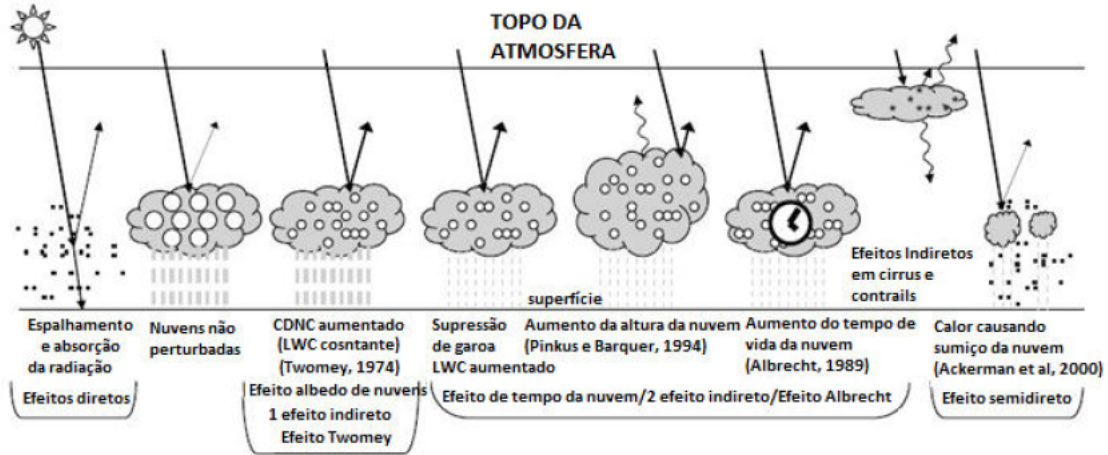 TOPO DA
ATMOSFERA
Efeitos Indiretos
em cirrus e
contrails
superfície
Espalhamento
e absorção
da radiação
Efeitos diretos
Nuvens não
perturbadas
CDNC aumentado
(LWC cosntante)
(Twomey, 1974)
Efeito albedo de nuvens
1 efeito indireto
Efeito Twomey
Supressão
de garoa
LWC aumentado
Aumento da altura da nuvem
(Pinkus e Barquer, 1994)
Aumento do tempo de
vida da nuvem
(Albrecht, 1989)
Efeito de tempo da nuvem/2 efeito indireto/Efeito Albrecht
Calor causando
sumiço da nuvem
(Ackerman et al, 2000)
Efeito semidireto